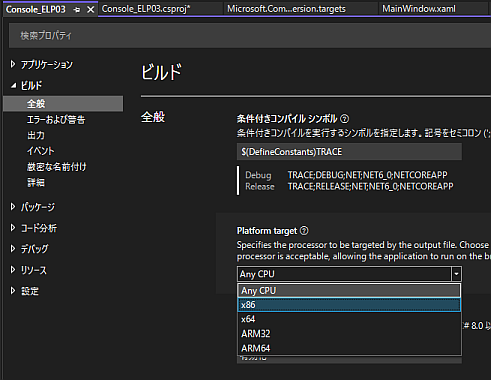 Console_ELP03
Console_ELP03.csproj*
Microsoft.Com...ersion.targets
MainWindow.xaml
検索プロパティ
アプリケーション
ビルド
全般
エラーおよび警告
出力
イベント
厳密な名前付け
詳細
パッケージ
コード分析
デバッグ
リソース
設定
ビルド
全般
条件付きコンパイル シンボル
条件付きコンパイルを実行するシンボルを指定します。記号をセミコロン (';
$(DefineConstants)TRACE
Debug TRACE;DEBUG;NET;NET6_0;NETCOREAPP
Release TRACE;RELEASE;NET;NET6_0;NETCOREAPP
Platform target
Specifies the processor to be targeted by the output file. Choose
processor is acceptable, allowing the application to run on the br
Any CPU
Any CPU
x86
x64
ARM32
ARM64
# 8.0 以